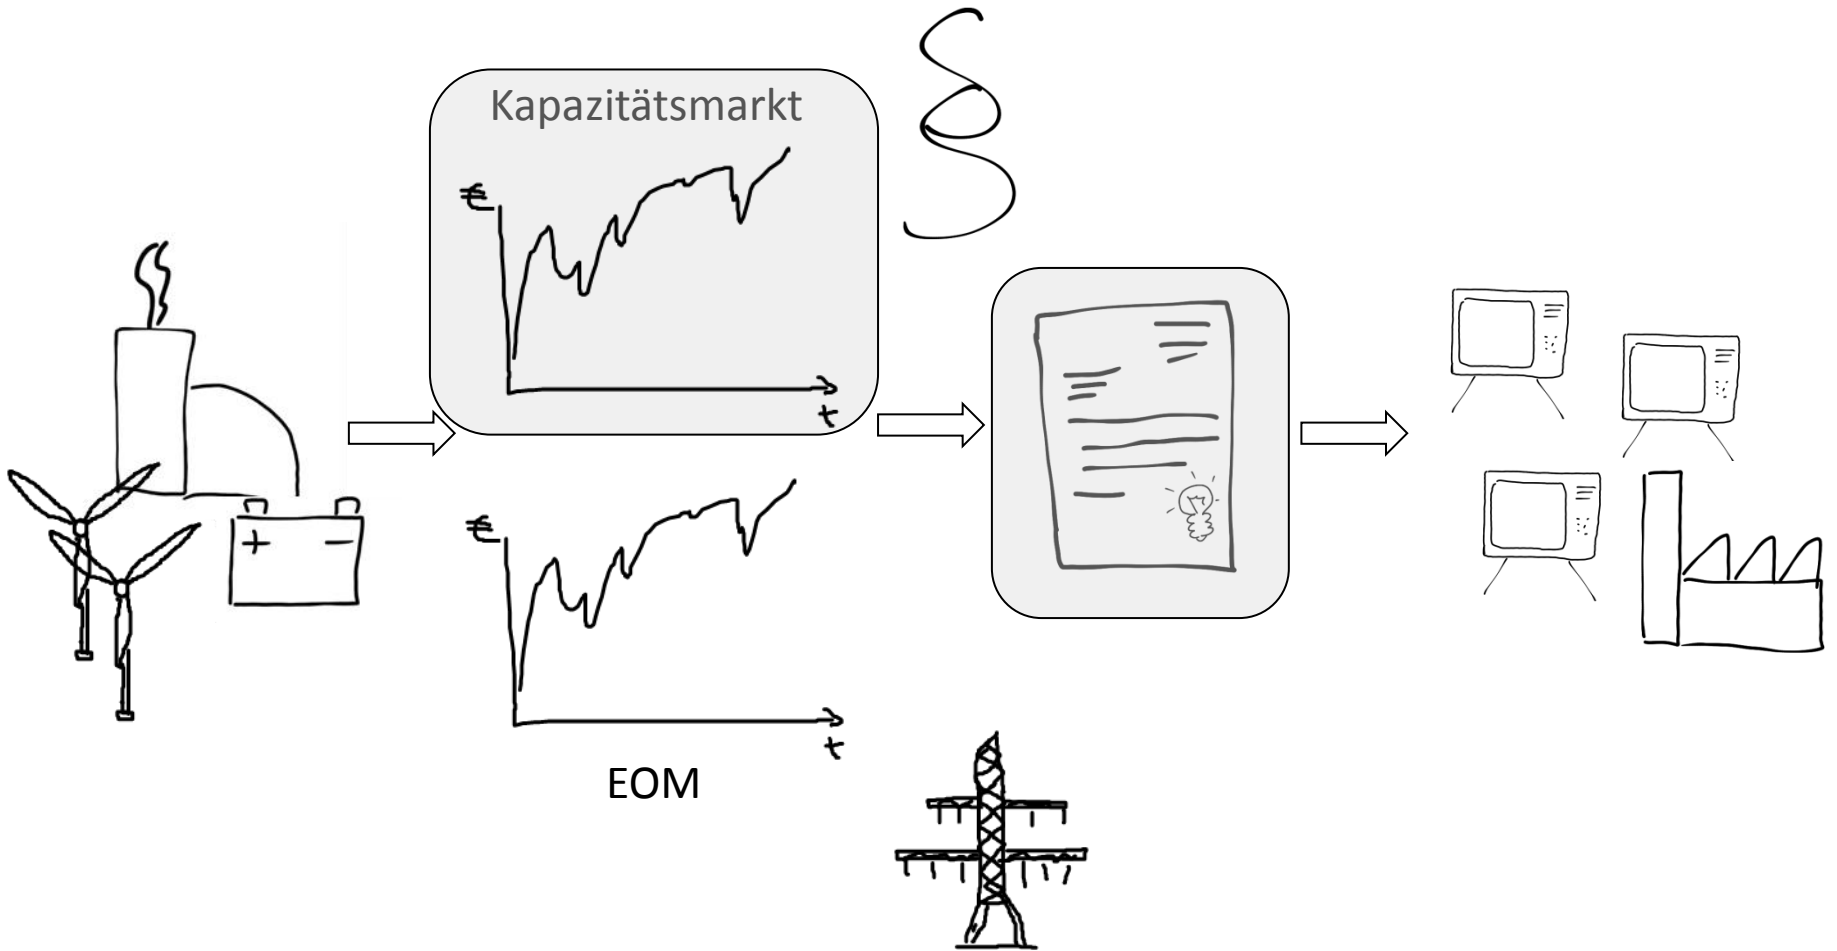 Kapazitätsmarkt
€
t
+ −
€
t
EOM